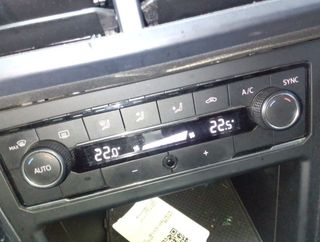 A/C
SYNC
MAX
22.0°
22.5°
AUTO
- +